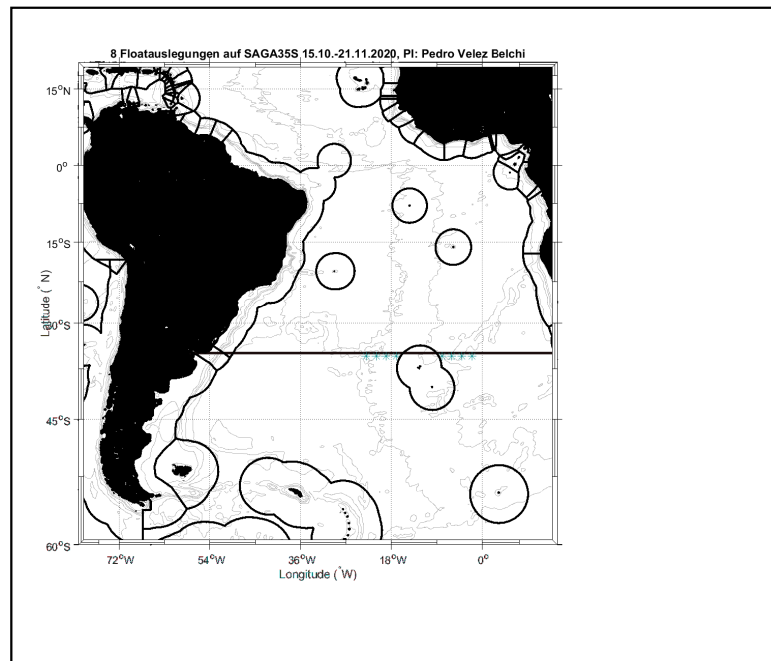 8 Floatauslegungen auf SAGA35S 15.10.-21.11.2020, PI: Pedro Velez Belchi
15°N
0°
15°S
30°S
45°S
60°S
Latitude (°N)
72°W
54°W
36°W
18°W
0°
Longitude (°W)